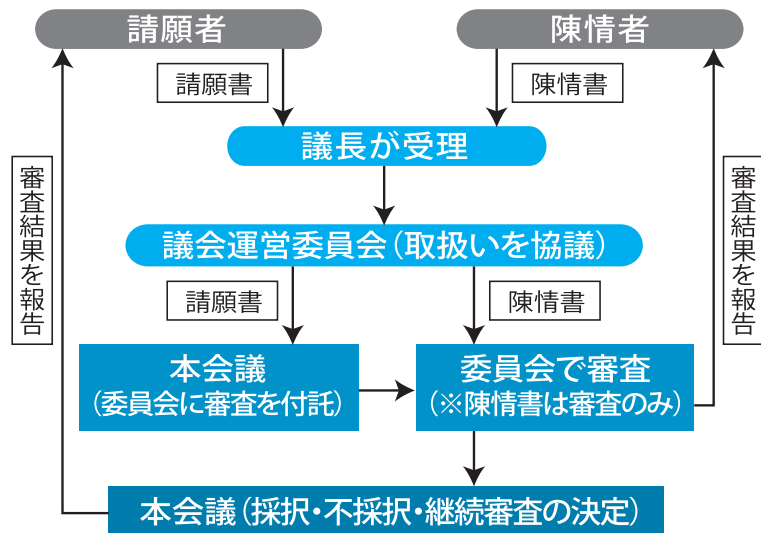 請願者
陳情者
請願書
陳情書
議長が受理
議会運営委員会（取扱いを協議）
請願書
陳情書
審査結果を報告
審査結果を報告
本会議
（委員会に審査を付託）
委員会で審査
（※陳情書は審査のみ）
本会議（採択・不採択・継続審査の決定）